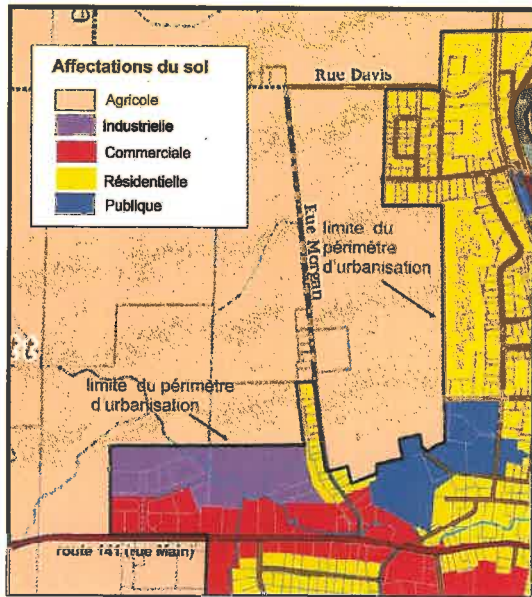 Affectations du sol
Agricole
Industrielle
Commerciale
Résidentielle
Publique
Rue Davis
Rue Morgan
limite du
périmètre
d'urbanisation
limite du périmètre
d'urbanisation
route 141 (rue Main)